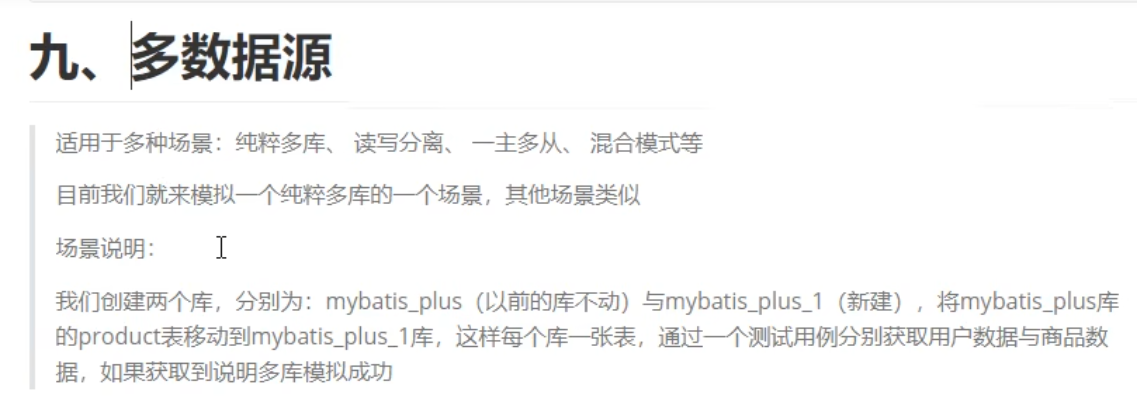 九、多数据源
适用于多种场景：纯粹多库、 读写分离、 一主多从、 混合模式等
目前我们就来模拟一个纯粹多库的一个场景，其他场景类似
场景说明：
我们创建两个库，分别为：mybatis_plus（以前的库不动）与mybatis_plus_1（新建），将mybatis_plus库
的product表移动到mybatis_plus_1库，这样每个库一张表，通过一个测试用例分别获取用户数据与商品数
据，如果获取到说明多库模拟成功